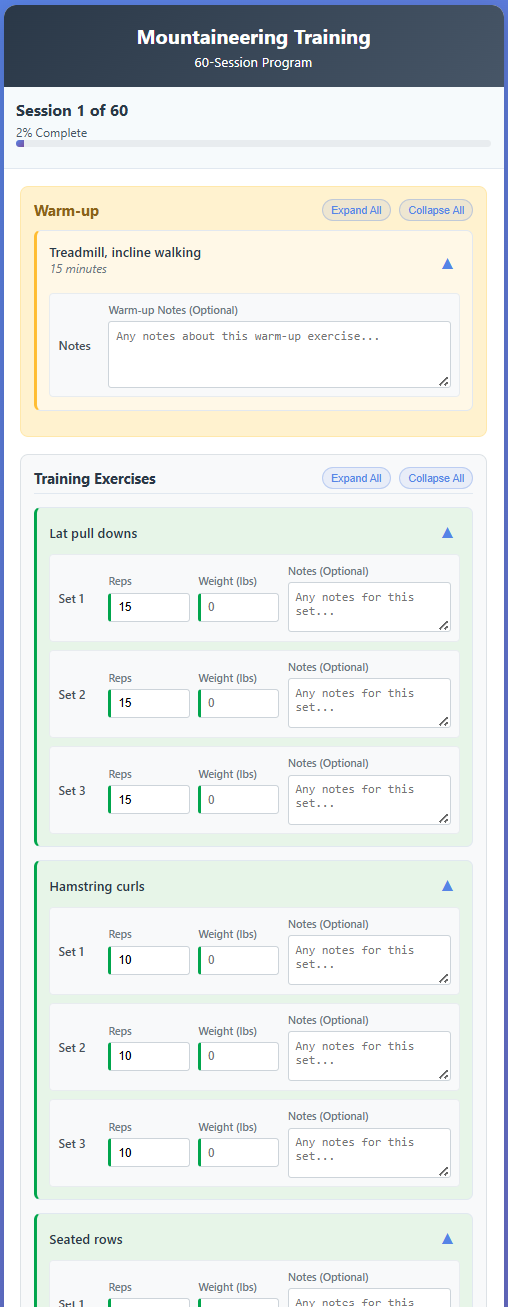 Mountaineering Training
60-Session Program
Session 1 of 60
2% Complete
Warm-up
Expand All
Collapse All
Treadmill, incline walking
15 minutes
Warm-up Notes (Optional)
Notes
Any notes about this warm-up exercise...
Training Exercises
Expand All
Collapse All
Lat pull downs
Set 1
Reps
15
Weight (lbs)
0
Notes (Optional)
Any notes for this
set...
Set 2
Reps
15
Weight (lbs)
0
Notes (Optional)
Any notes for this
set...
Set 3
Reps
15
Weight (lbs)
0
Notes (Optional)
Any notes for this
set...
Hamstring curls
Set 1
Reps
10
Weight (lbs)
0
Notes (Optional)
Any notes for this
set...
Set 2
Reps
10
Weight (lbs)
0
Notes (Optional)
Any notes for this
set...
Set 3
Reps
10
Weight (lbs)
0
Notes (Optional)
Any notes for this
set...
Seated rows
Set 1
Reps
Weight (lbs)
Notes (Optional)
Any notes for this